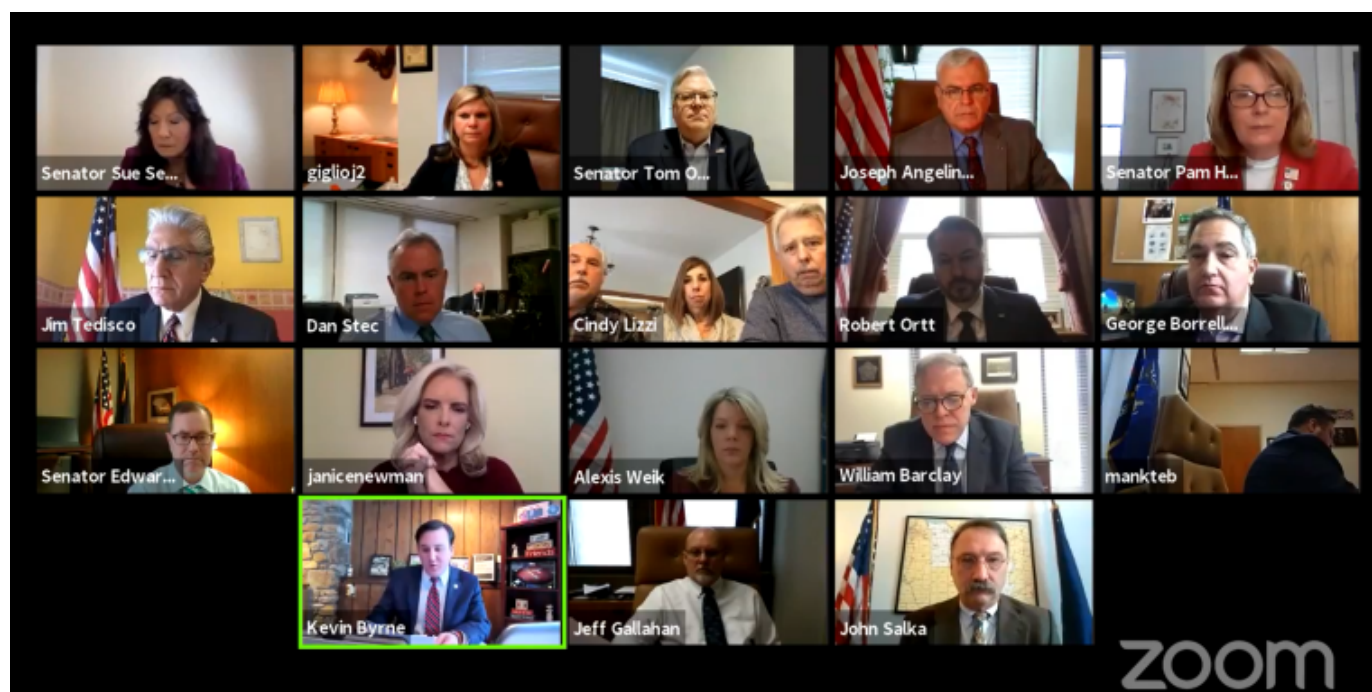 Senator Sue Se...
giglioj2
Senator Tom O...
Joseph Angelin...
Senator Pam H...
Jim Tedisco
Dan Stec
Cindy Lizzi
Robert Ortt
George Borrell...
Senator Edwar...
janicenewman
Alexis Weik
William Barclay
mankteb
Kevin Byrne
Jeff Gallahan
John Salka
zoom